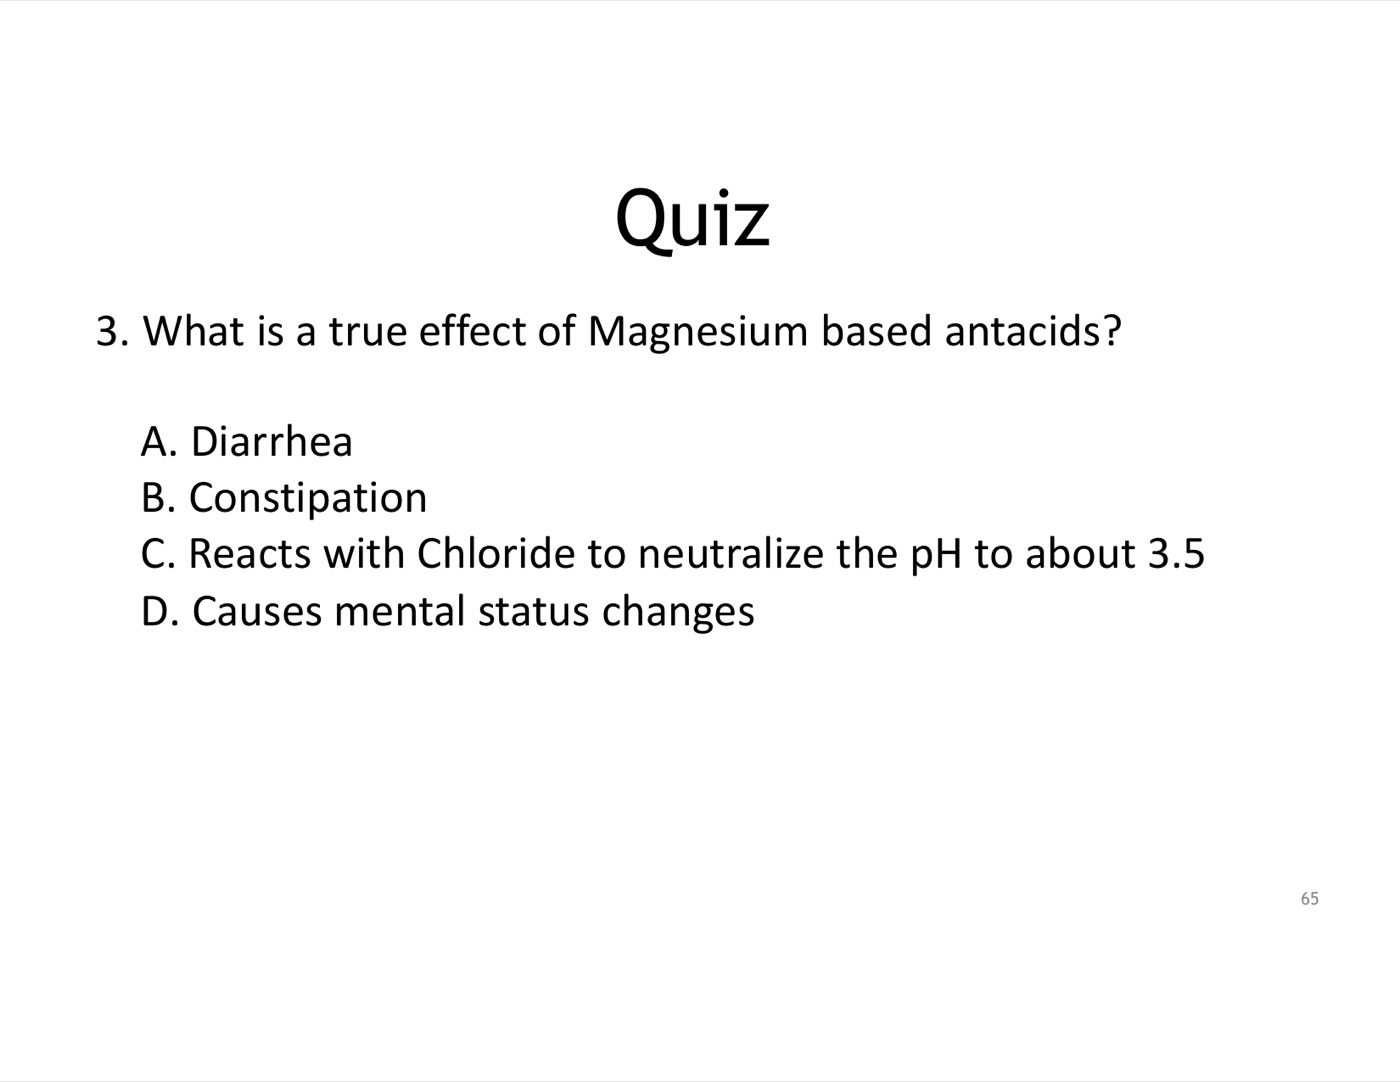 Quiz
3. What is a true effect of Magnesium based antacids?
A. Diarrhea
B. Constipation
C. Reacts with Chloride to neutralize the pH to about 3.5
D. Causes mental status changes
65